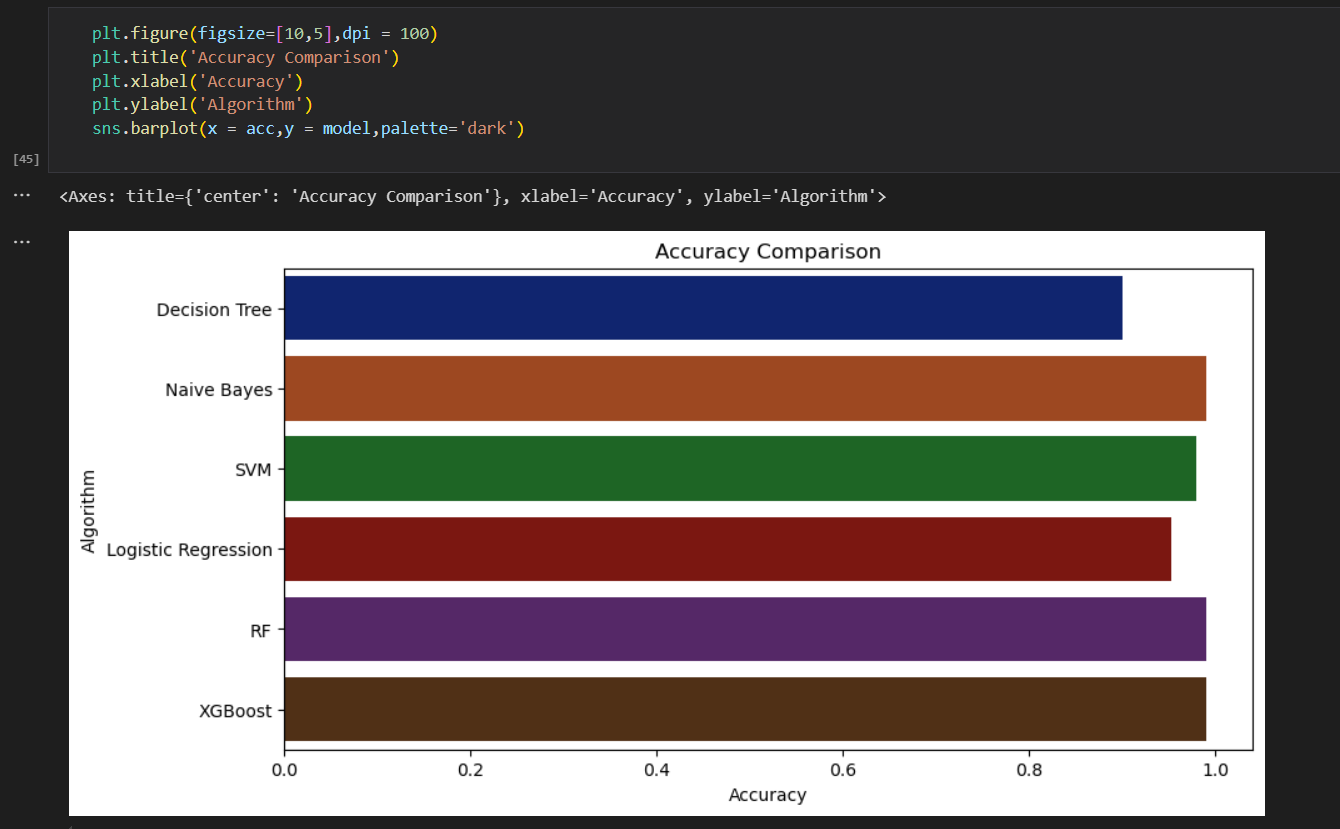 plt.figure(figsize=[10,5],dpi = 100)
plt.title('Accuracy Comparison')
plt.xlabel('Accuracy')
plt.ylabel('Algorithm')
sns.barplot(x = acc,y = model,palette='dark')
[45]
... <Axes: title={'center': 'Accuracy Comparison'}, xlabel='Accuracy', ylabel='Algorithm'>
...
Accuracy Comparison
Decision Tree
Naive Bayes
SVM
Algorithm
Logistic Regression
RF
XGBoost
0.0 0.2 0.4 0.6 0.8 1.0
Accuracy